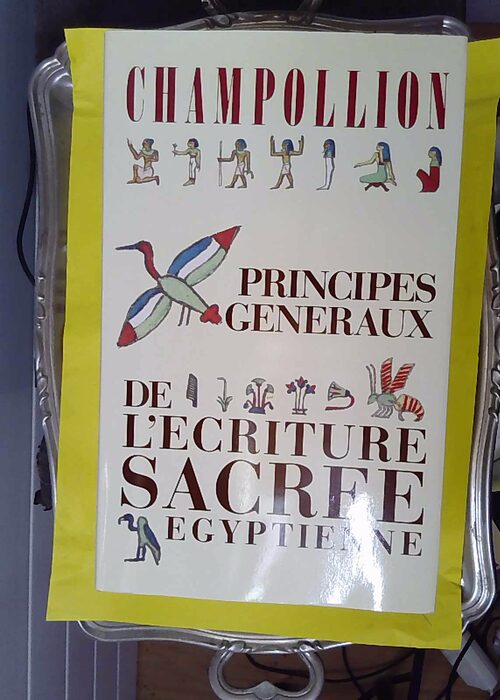 CHAMPOLLION
PRINCIPES
GENERAUX
DE
L'ECRITURE
SACREE
EGYPTIENNE